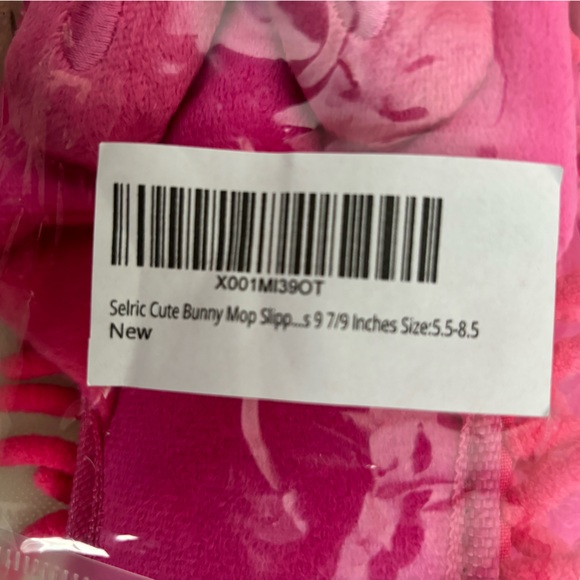 X001MI39OT
Selric Cute Bunny Mop Slipp...s 9 7/9 Inches Size:5.5-8.5
New